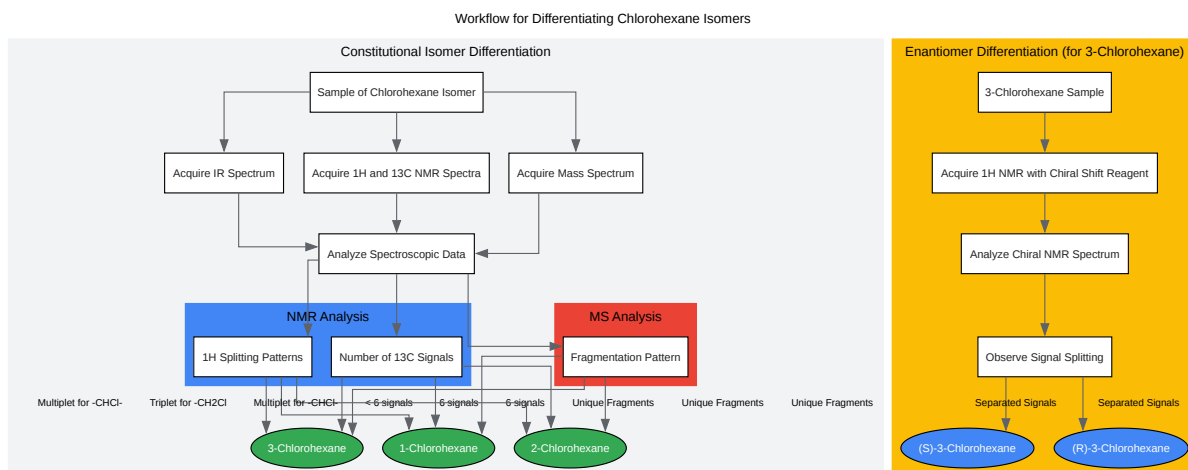 Workflow for Differentiating Chlorohexane Isomers
Constitutional Isomer Differentiation
Enantiomer Differentiation (for 3-Chlorohexane)
Sample of Chlorohexane Isomer
3-Chlorohexane Sample
Acquire IR Spectrum
Acquire 1H and 13C NMR Spectra
Acquire Mass Spectrum
Acquire 1H NMR with Chiral Shift Reagent
Analyze Spectroscopic Data
Analyze Chiral NMR Spectrum
NMR Analysis
MS Analysis
1H Splitting Patterns
Number of 13C Signals
Fragmentation Pattern
Observe Signal Splitting
Multiplet for -CHCl-
Triplet for -CH2Cl
Multiplet for -CHCl-
< 6 signals
6 signals
6 signals
Unique Fragments
Unique Fragments
Unique Fragments
Separated Signals
Separated Signals
3-Chlorohexane
1-Chlorohexane
2-Chlorohexane
(S)-3-Chlorohexane
(R)-3-Chlorohexane